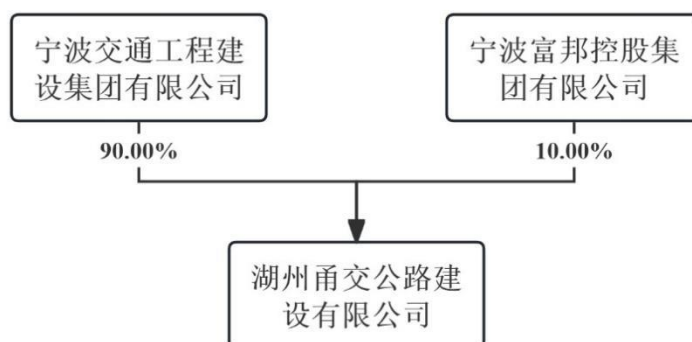 宁波交通工程建
设集团有限公司
宁波富邦控股集
团有限公司
90.00%
10.00%
湖州甬交公路建
设有限公司